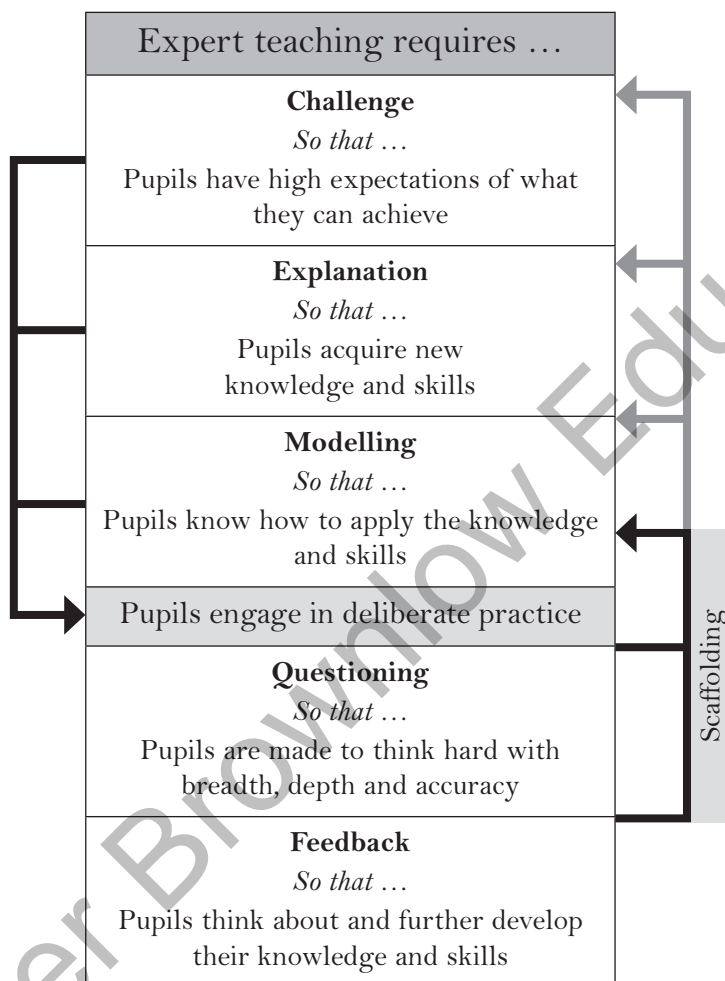 Expert teaching requires …
Challenge
So that …
Pupils have high expectations of what
they can achieve
Explanation
So that …
Pupils acquire new
knowledge and skills
Modelling
So that …
Pupils know how to apply the knowledge
and skills
Pupils engage in deliberate practice
Questioning
So that …
Pupils are made to think hard with
breadth, depth and accuracy
Feedback
So that …
Pupils think about and further develop
their knowledge and skills
Scaffolding
er Brownlow Edu